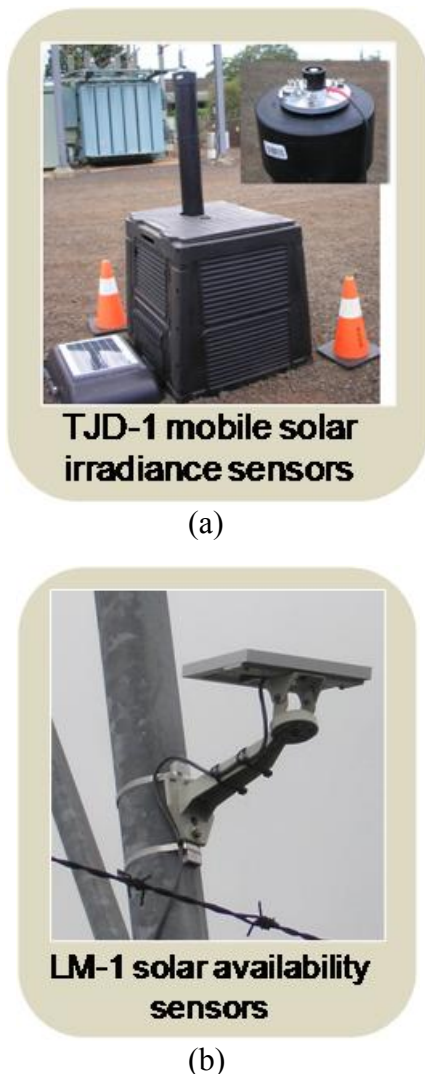 TJD-1 mobile solar
irradiance sensors
(a)
LM-1 solar availability
sensors
(b)